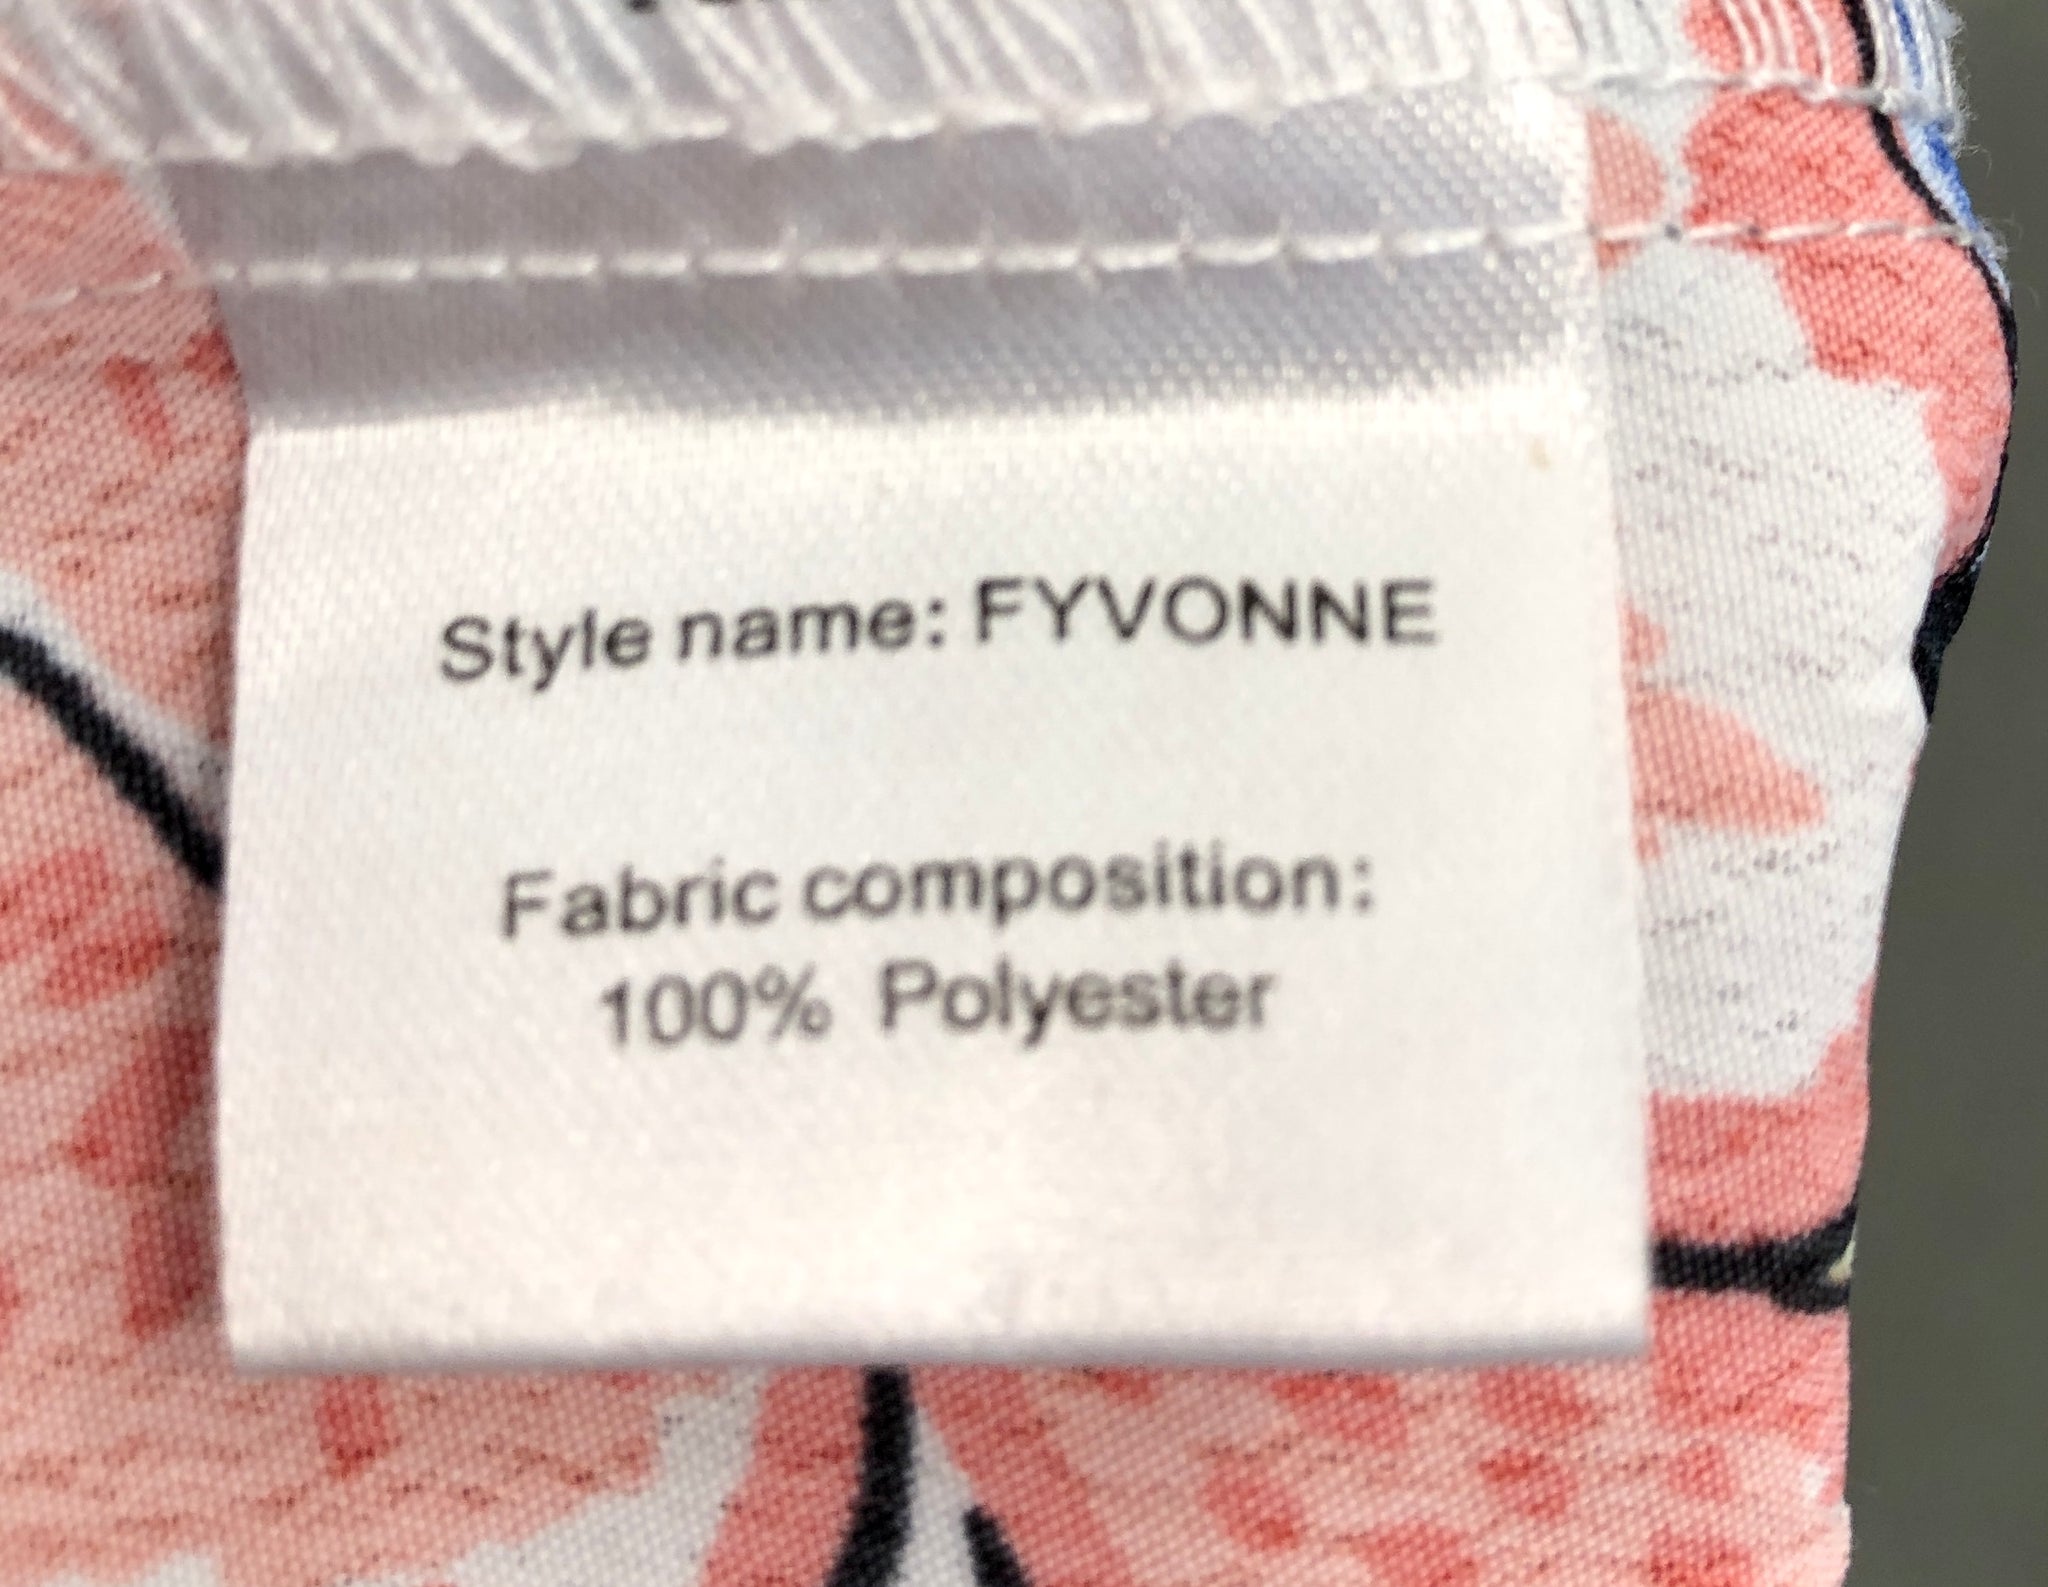 Style name: FYVONNE
Fabric composition:
100% Polyester